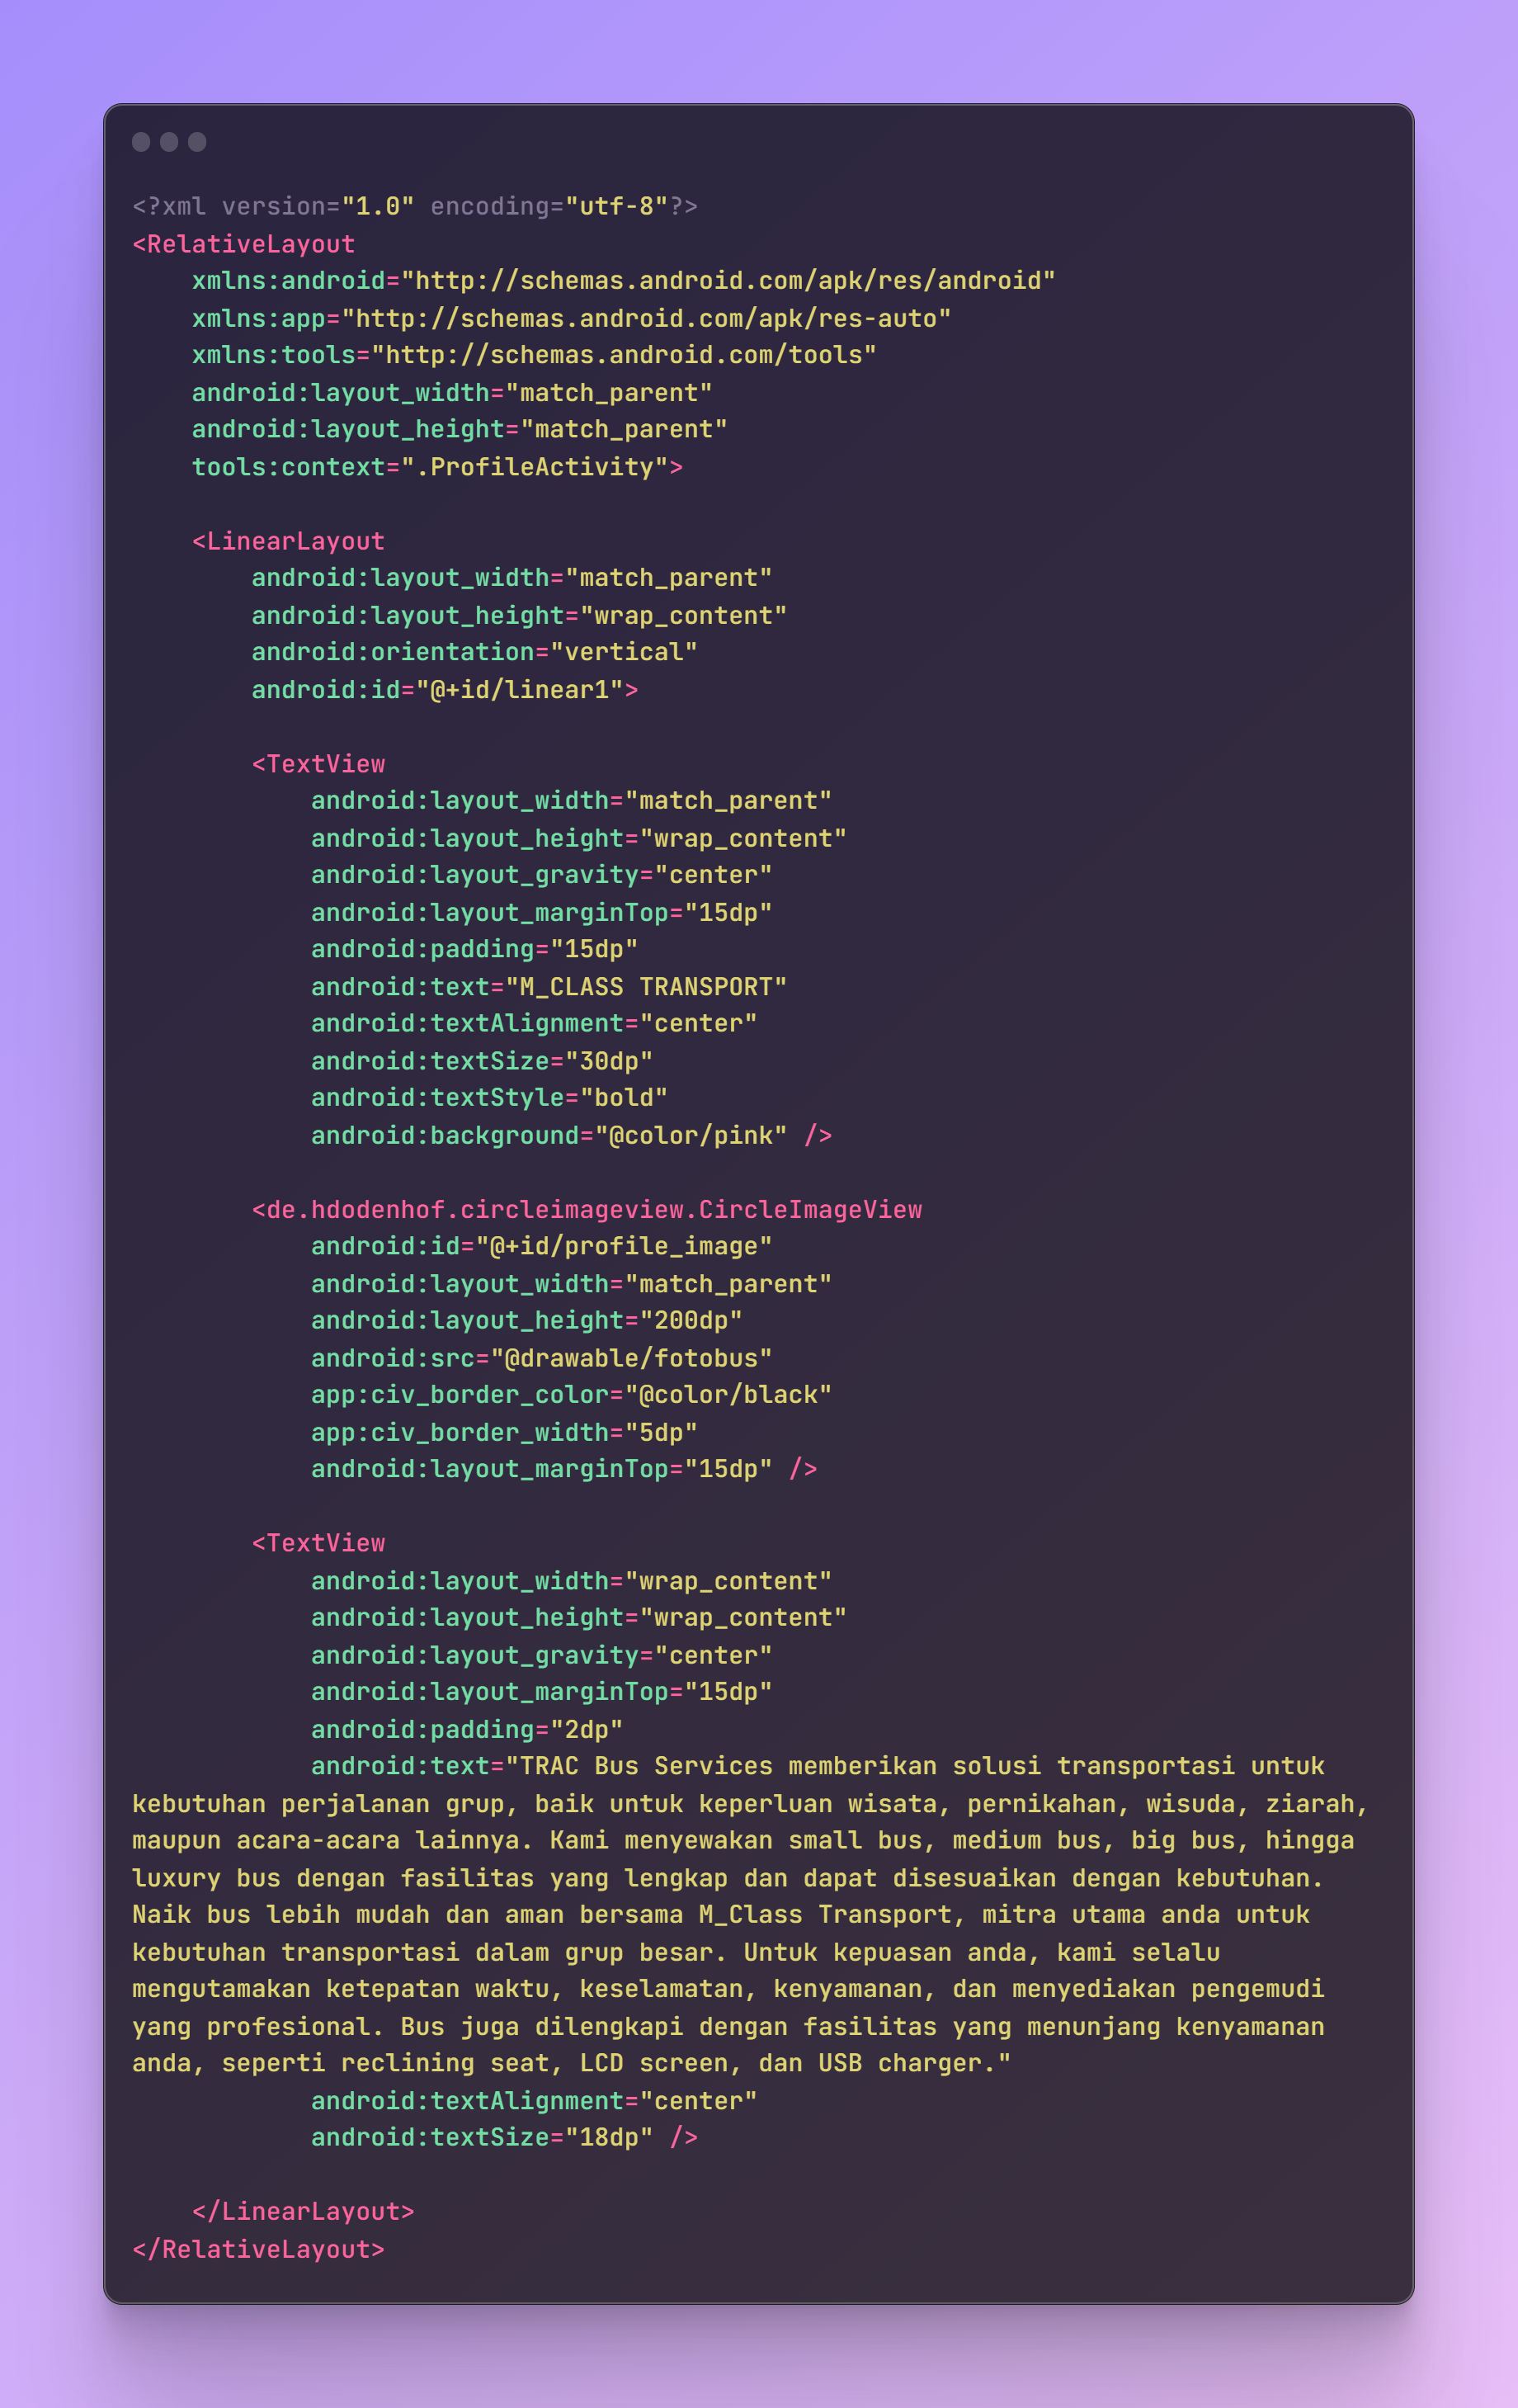 <?xml version="1.0" encoding="utf-8"?>
<RelativeLayout
    xmlns:android="http://schemas.android.com/apk/res/android"
    xmlns:app="http://schemas.android.com/apk/res-auto"
    xmlns:tools="http://schemas.android.com/tools"
    android:layout_width="match_parent"
    android:layout_height="match_parent"
    tools:context=".ProfileActivity">

    <LinearLayout
        android:layout_width="match_parent"
        android:layout_height="wrap_content"
        android:orientation="vertical"
        android:id="@+id/linear1">

        <TextView
            android:layout_width="match_parent"
            android:layout_height="wrap_content"
            android:layout_gravity="center"
            android:layout_marginTop="15dp"
            android:padding="15dp"
            android:text="M_CLASS TRANSPORT"
            android:textAlignment="center"
            android:textSize="30dp"
            android:textStyle="bold"
            android:background="@color/pink" />

        <de.hdodenhof.circleimageview.CircleImageView
            android:id="@+id/profile_image"
            android:layout_width="match_parent"
            android:layout_height="200dp"
            android:src="@drawable/fotobus"
            app:civ_border_color="@color/black"
            app:civ_border_width="5dp"
            android:layout_marginTop="15dp" />

        <TextView
            android:layout_width="wrap_content"
            android:layout_height="wrap_content"
            android:layout_gravity="center"
            android:layout_marginTop="15dp"
            android:padding="2dp"
            android:text="TRAC Bus Services memberikan solusi transportasi untuk
kebutuhan perjalanan grup, baik untuk keperluan wisata, pernikahan, wisuda, ziarah,
maupun acara-acara lainnya. Kami menyewakan small bus, medium bus, big bus, hingga
luxury bus dengan fasilitas yang lengkap dan dapat disesuaikan dengan kebutuhan.
Naik bus lebih mudah dan aman bersama M_Class Transport, mitra utama anda untuk
kebutuhan transportasi dalam grup besar. Untuk kepuasan anda, kami selalu
mengutamakan ketepatan waktu, keselamatan, kenyamanan, dan menyediakan pengemudi
yang profesional. Bus juga dilengkapi dengan fasilitas yang menunjang kenyamanan
anda, seperti reclining seat, LCD screen, dan USB charger."
            android:textAlignment="center"
            android:textSize="18dp" />

    </LinearLayout>
</RelativeLayout>